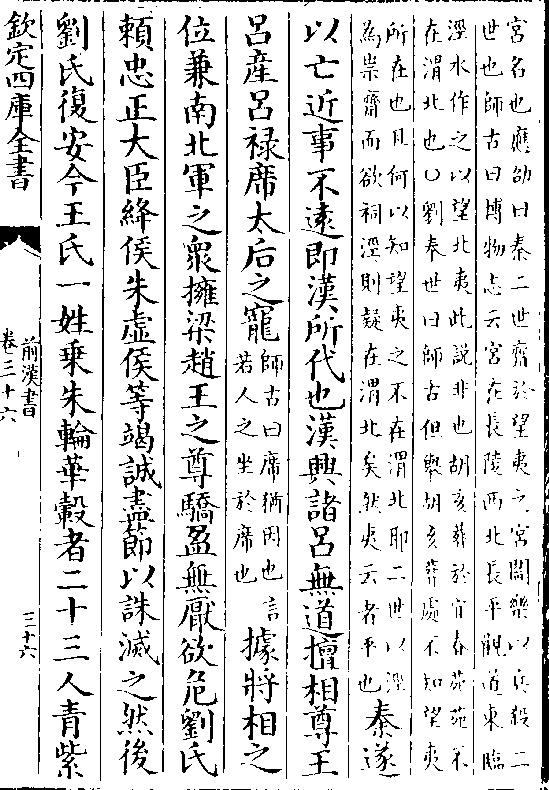 宮名也應劭曰秦二世齋於望夷之宮閻樂以兵殺二
世也師古曰博物志云宮在長陵西北長平觀道東臨
涇水作之以望北夷此說非也胡亥葬於宜春苑苑不
在渭北也○劉奉世曰師古但舉胡亥葬處不知望夷
所在也且何以知望夷之不在渭北耶二世以涇
為祟齋而欲祠涇則疑在渭北矣然夷云者平也秦遂
以亡近事不遠即漢所代也漢興諸呂無道擅相尊王
呂産呂祿席太后之寵師古曰席猶因也言
若人之坐於席也據將相之
位兼南北軍之衆擁梁趙王之尊驕盈無厭欲危劉氏
賴忠正大臣絳侯朱虛侯等竭誠盡節以誅滅之然後
劉氏復安今王氏一姓乗朱輪華轂者二十三人青紫
欽定四庫全書
前漢書
卷三十六
三十六